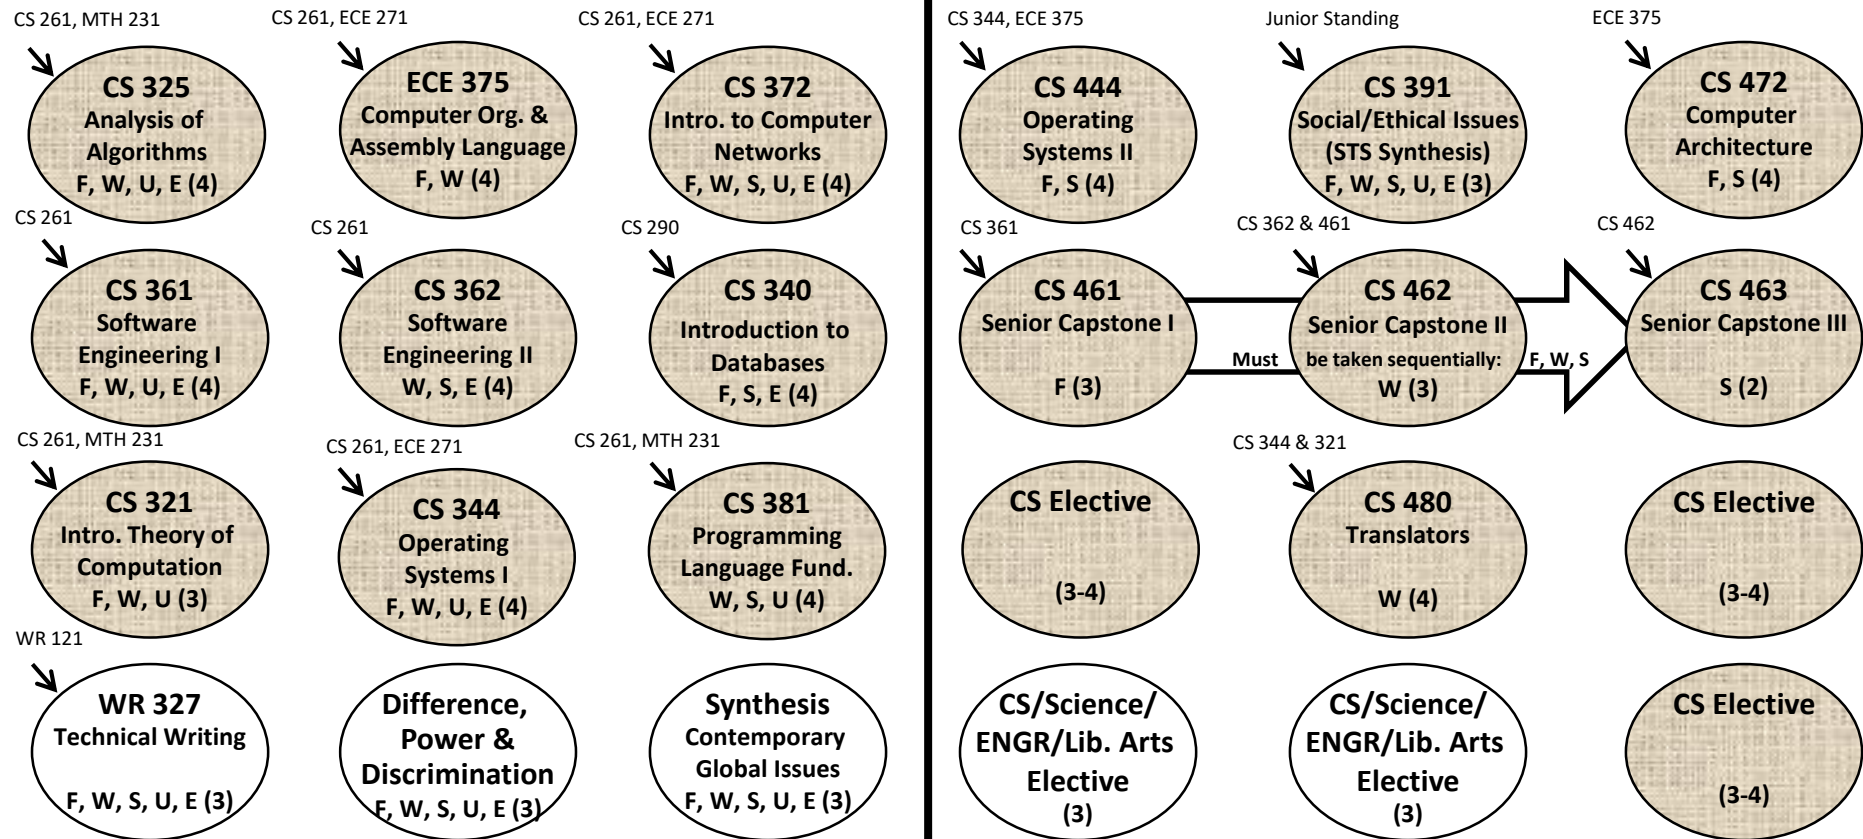 CS 261, MTH 231
CS 325
Analysis of
Algorithms
F, W, U, E (4)
CS 261, ECE 271
ECE 375
Computer Org. &
Assembly Language
F, W (4)
CS 261, ECE 271
CS 372
Intro. to Computer
Networks
F, W, S, U, E (4)
CS 261
CS 361
Software
Engineering I
F, W, U, E (4)
CS 261
CS 362
Software
Engineering II
W, S, E (4)
CS 290
CS 340
Introduction to
Databases
F, S, E (4)
CS 261, MTH 231
CS 321
Intro. Theory of
Computation
F, W, U (3)
CS 261, ECE 271
CS 344
Operating
Systems I
F, W, U, E (4)
CS 261, MTH 231
CS 381
Programming
Language Fund.
W, S, U (4)
WR 121
WR 327
Technical Writing
F, W, S, U, E (3)
Difference,
Power &
Discrimination
F, W, S, U, E (3)
Synthesis
Contemporary
Global Issues
F, W, S, U, E (3)
CS 344, ECE 375
CS 444
Operating
Systems II
F, S (4)
Junior Standing
CS 391
Social/Ethical Issues
(STS Synthesis)
F, W, S, U, E (3)
ECE 375
CS 472
Computer
Architecture
F, S (4)
CS 361
CS 461
Senior Capstone I
F (3)
CS 362 & 461
CS 462
Senior Capstone II
Must be taken sequentially: F, W, S
W (3)
CS 462
CS 463
Senior Capstone III
S (2)
CS Elective
(3-4)
CS 344 & 321
CS 480
Translators
W (4)
CS Elective
(3-4)
CS/Science/
ENGR/Lib. Arts
Elective
(3)
CS/Science/
ENGR/Lib. Arts
Elective
(3)
CS Elective
(3-4)